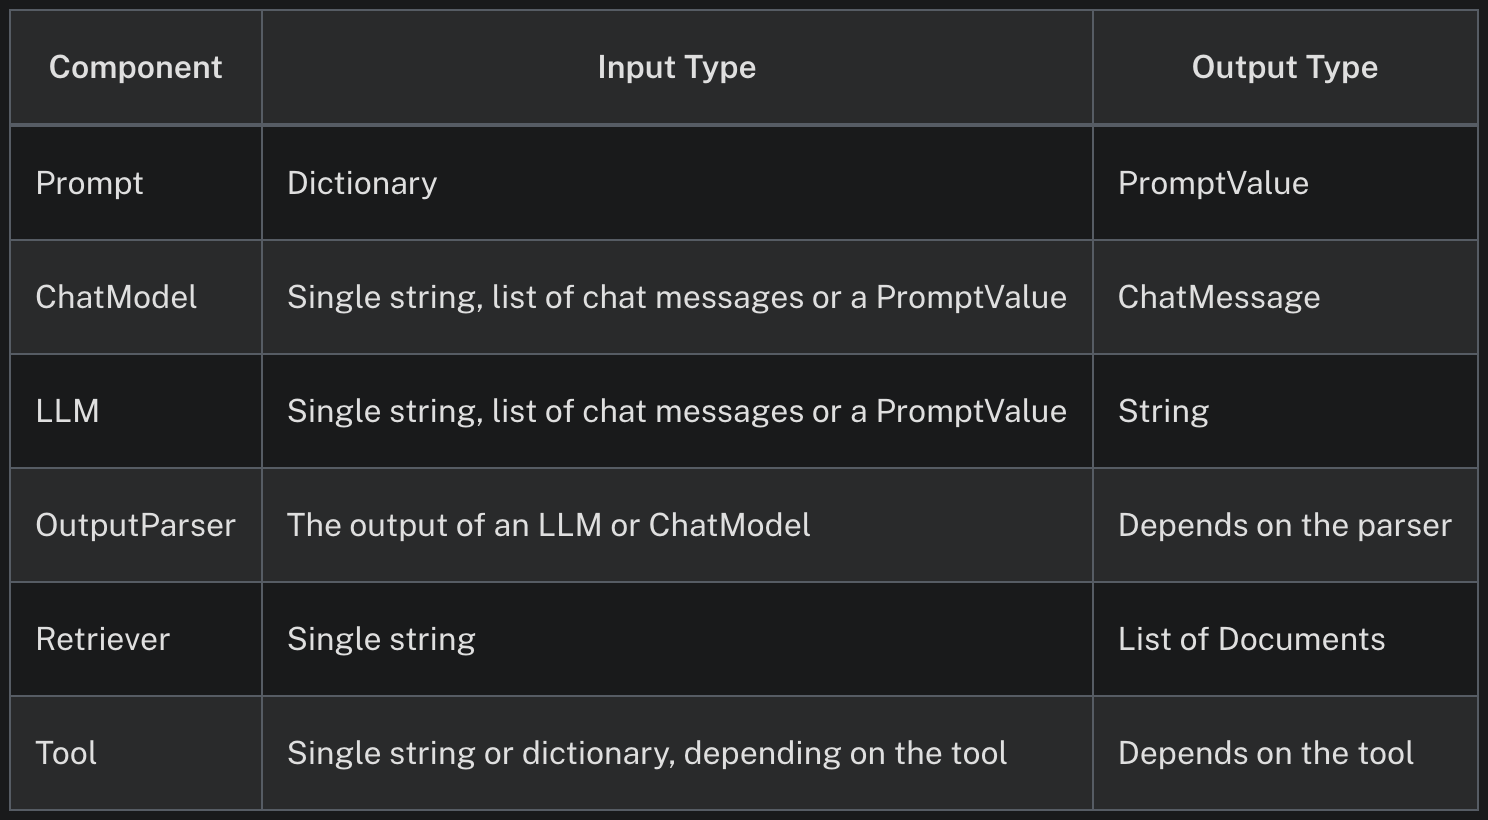 Component Input Type Output Type
Prompt Dictionary PromptValue
ChatModel Single string, list of chat messages or a PromptValue ChatMessage
LLM Single string, list of chat messages or a PromptValue String
OutputParser The output of an LLM or ChatModel Depends on the parser
Retriever Single string List of Documents
Tool Single string or dictionary, depending on the tool Depends on the tool